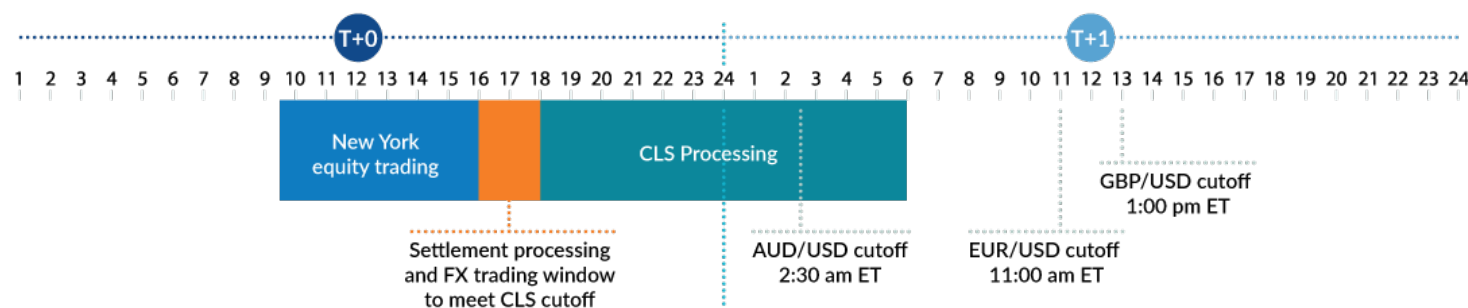 T+0
T+1
1 2 3 4 5 6 7 8 9 10 11 12 13 14 15 16 17 18 19 20 21 22 23 24 1 2 3 4 5 6 7 8 9 10 11 12 13 14 15 16 17 18 19 20 21 22 23 24
New York
equity trading
CLS Processing
GBP/USD cutoff
1:00 pm ET
Settlement processing
and FX trading window
to meet CLS cutoff
AUD/USD cutoff
2:30 am ET
EUR/USD cutoff
11:00 am ET